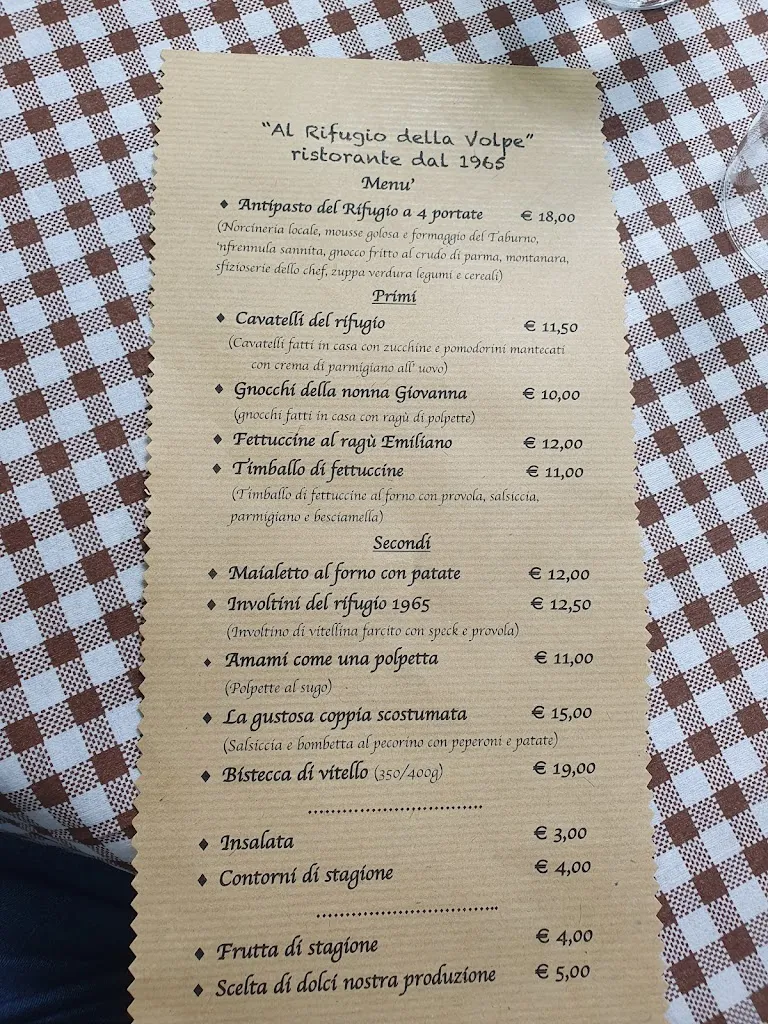 "Al Rifugio della Volpe"
ristorante dal 1965
Menu'
♦ Antipasto del Rifugio a 4 portate € 18,00
(Norcineria locale, mousse golosa e formaggio del Taburno,
'nfrennula sannita, gnocco fritto al crudo di parma, montanara,
sfizioserie dello chef, zuppa verdura legumi e cereali)
Primi
♦ Cavatelli del rifugio € 11,50
(Cavatelli fatti in casa con zucchine e pomodorini mantecati
con crema di parmigiano all' uovo)
♦ Gnocchi della nonna Giovanna € 10,00
(gnocchi fatti in casa con ragù di polpette)
♦ Fettuccine al ragù Emiliano € 12,00
♦ Timballo di fettuccine € 11,00
(Timballo di fettuccine al forno con provola, salsiccia,
parmigiano e besciamella)
Secondi
♦ Maialetto al forno con patate € 12,00
♦ Involtini del rifugio 1965 € 12,50
(Involtino di vitellina farcito con speck e provola)
♦ Amami come una polpetta € 11,00
(Polpette al sugo)
♦ La gustosa coppia scostumata € 15,00
(Salsiccia e bombetta al pecorino con peperoni e patate)
♦ Bistecca di vitello (350/400g) € 19,00
♦ Insalata € 3,00
♦ Contorni di stagione € 4,00
♦ Frutta di stagione € 4,00
♦ Scelta di dolci nostra produzione € 5,00